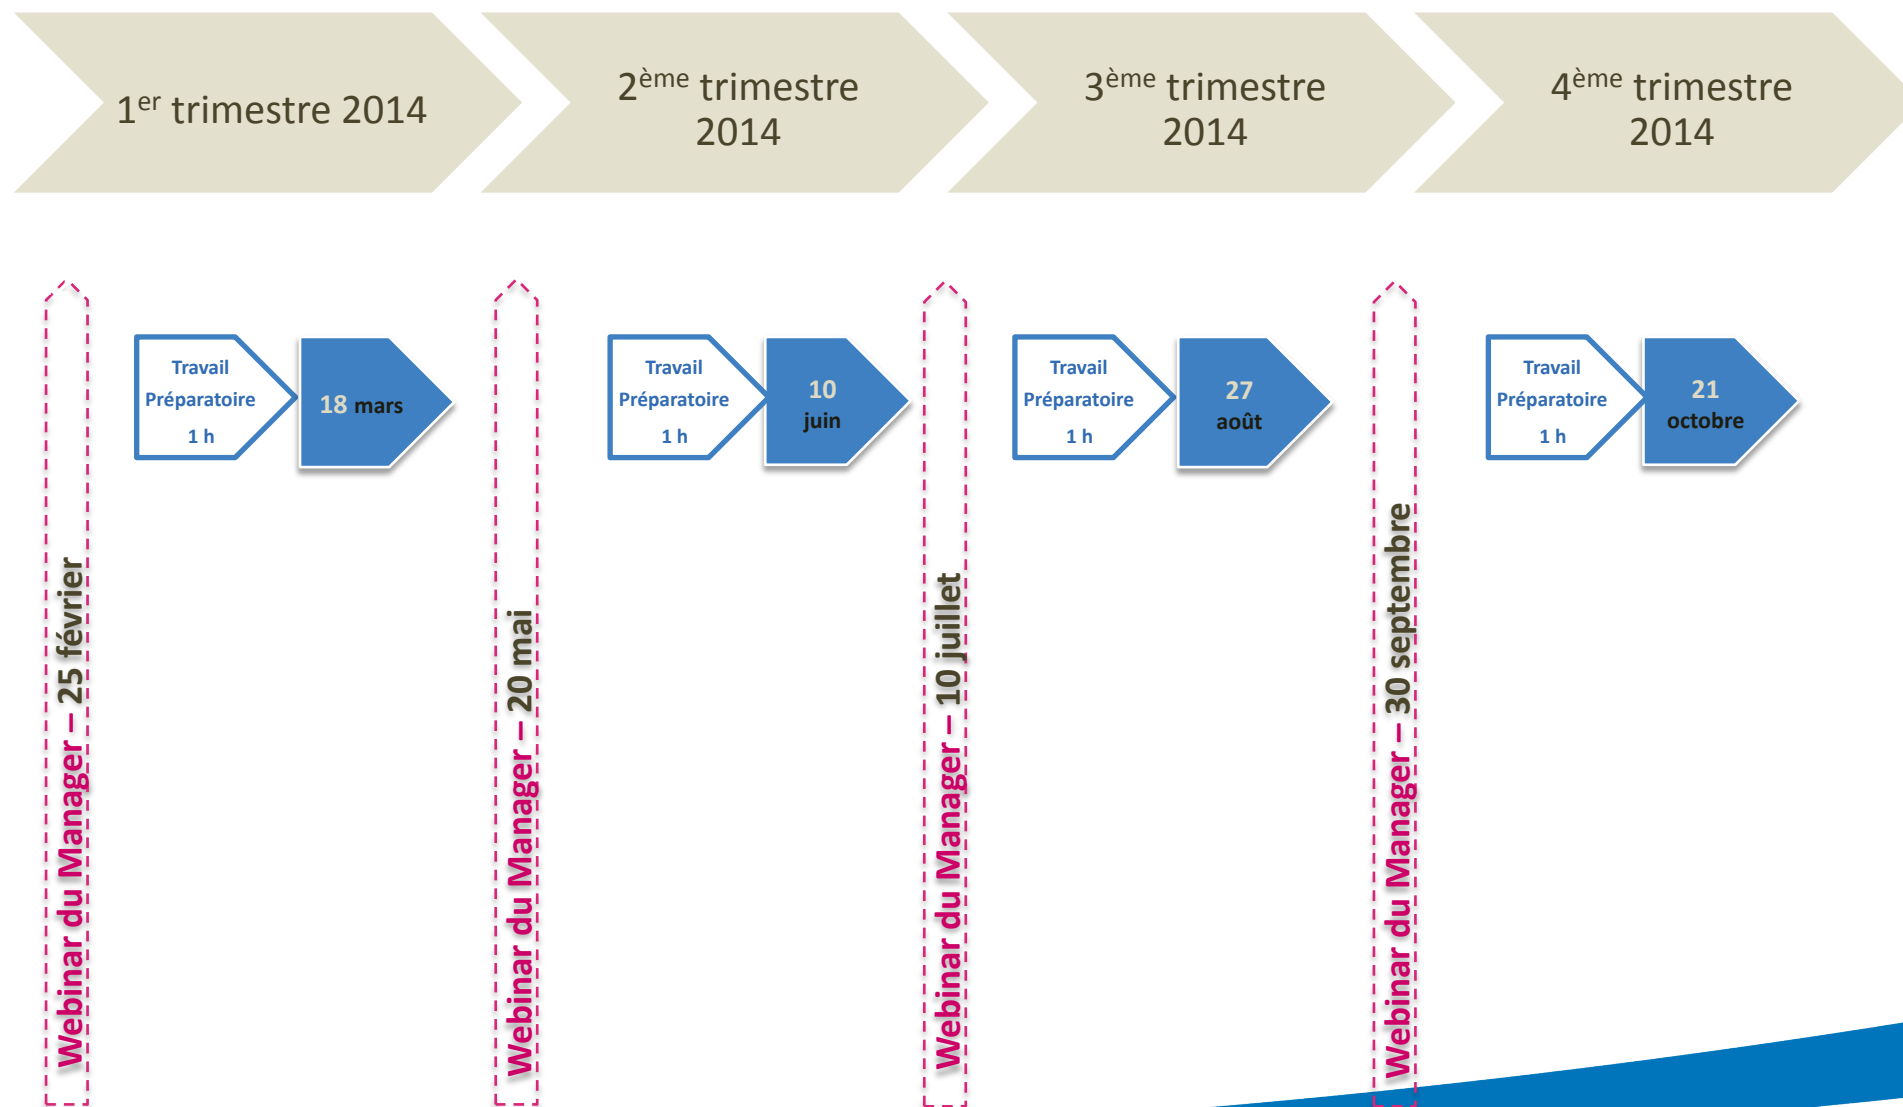 1er trimestre 2014
2ème trimestre
2014
3ème trimestre
2014
4ème trimestre
2014
Webinar du Manager – 25 février
Travail
Préparatoire
1 h
18 mars
Webinar du Manager – 20 mai
Travail
Préparatoire
1 h
10
juin
Webinar du Manager – 10 juillet
Travail
Préparatoire
1 h
27
août
Webinar du Manager – 30 septembre
Travail
Préparatoire
1 h
21
octobre